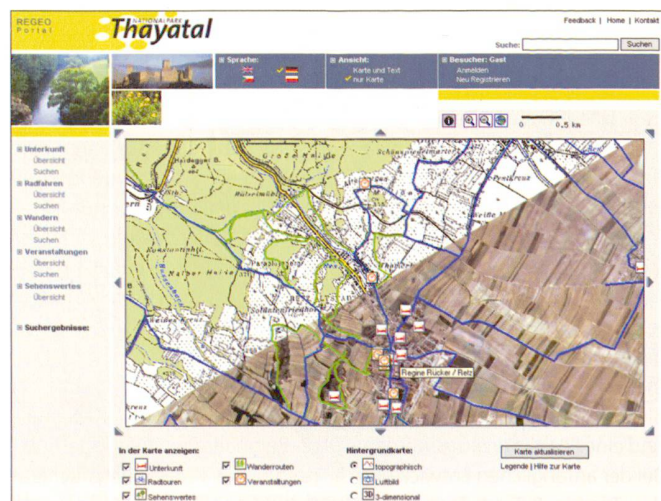 REGEO
Portal
NATIONALPARK
Thayatal
Feedback | Home | Kontakt
Suche:
Suchen
Sprache:
Ansicht:
Karte und Text
nur Karte
Besucher: Gast
Anmelden
Neu Registrieren
0 0.5 km
Unterkunft
Übersicht
Suchen
Radfahren
Übersicht
Suchen
Wandern
Übersicht
Suchen
Veranstaltungen
Übersicht
Suchen
Sehenswertes
Übersicht
Suchergebnisse:
Regine Rücker / Retz
In der Karte anzeigen:
Unterkunft
Wanderrouten
Radtouren
Veranstaltungen
Sehenswertes
Hintergrundkarte:
topographisch
Luftbild
3D 3-dimensional
Karte aktualisieren
Legende | Hilfe zur Karte